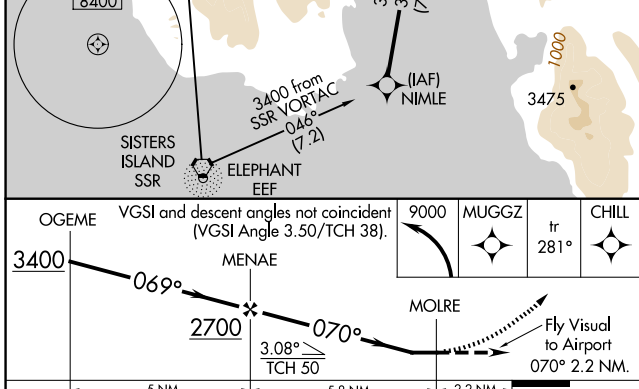 8400
(IAF)
NIMLE
3400 from
SSR VORTAC
046°
(7.2)
1000
3475
SISTERS
ISLAND
SSR
ELEPHANT
EEF
OGEME
VGSI and descent angles not coincident
(VGSI Angle 3.50/TCH 38).
9000
MUGGZ
tr
281°
CHILL
3400
069°
MENAE
2700
070°
3.08°
TCH 50
MOLRE
Fly Visual
to Airport
070° 2.2 NM.
5 NM
2.2 NM